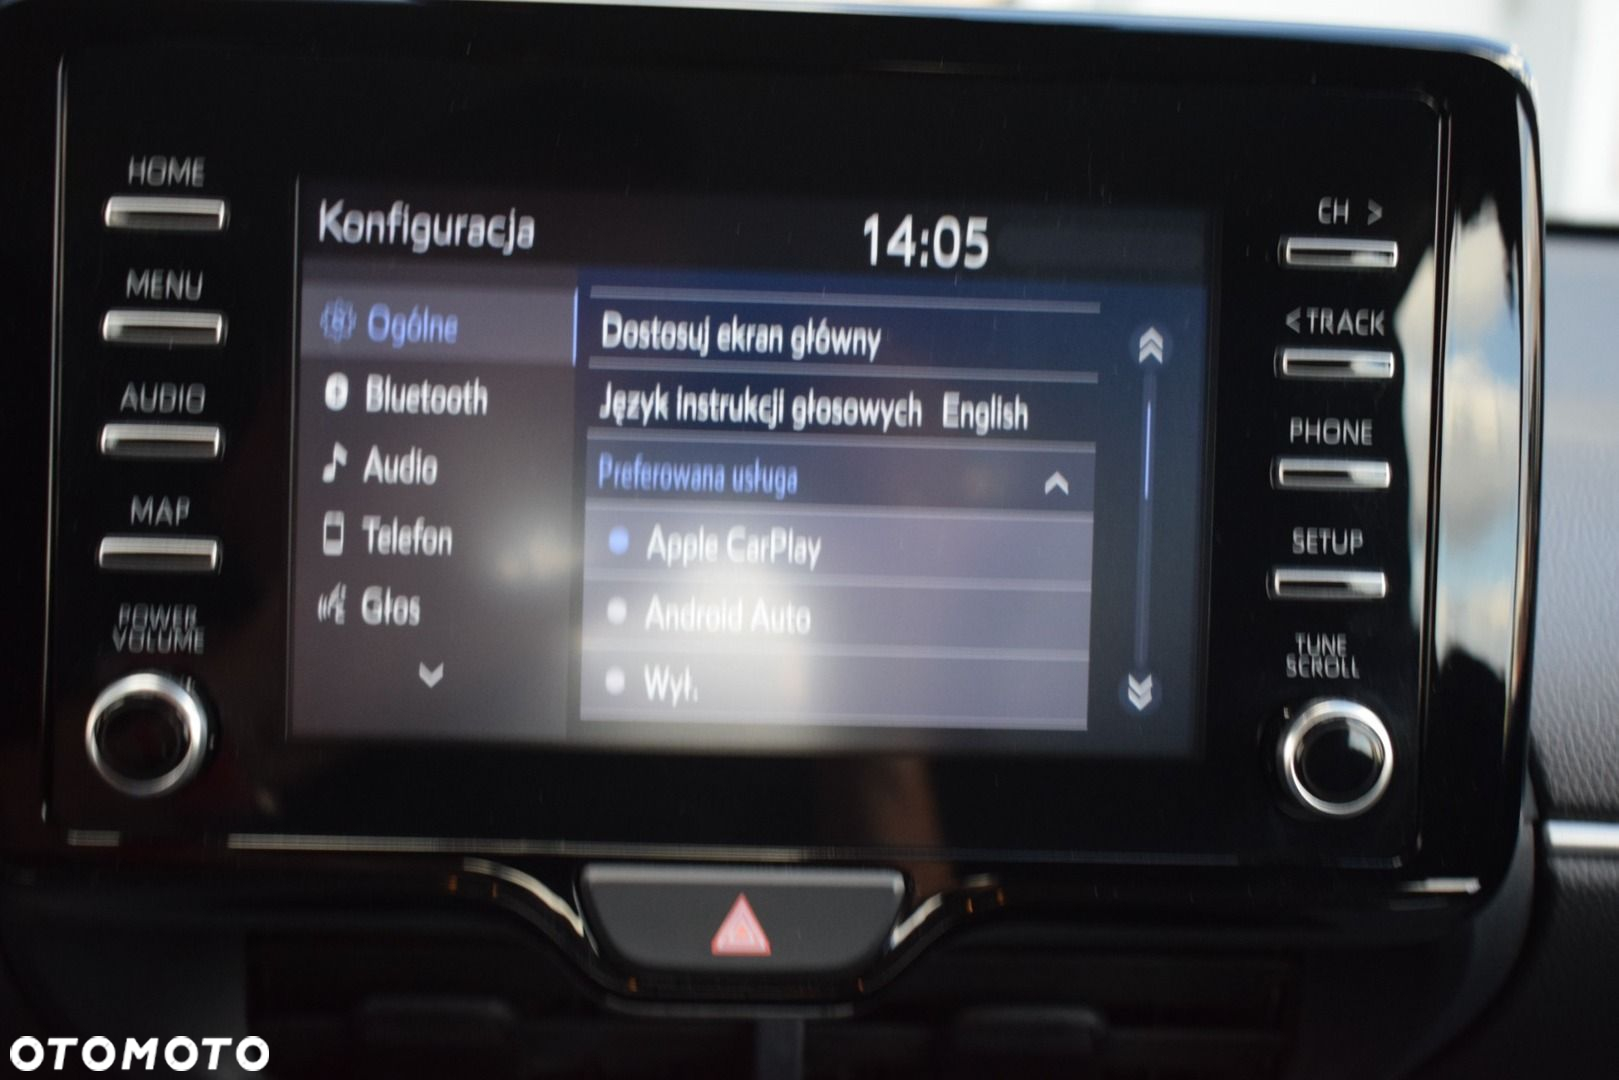 HOME
MENU
AUDIO
MAP
POWER
VOLUME
Konfiguracja
14:05
Ogólne
Bluetooth
Audio
Telefon
Głos
Dostosuj ekran główny
Język instrukcji głosowych English
Preferowana usługa
Apple CarPlay
Android Auto
Wył.
CH >
< TRACK
PHONE
SETUP
TUNE
SCROLL
OTOMOTO